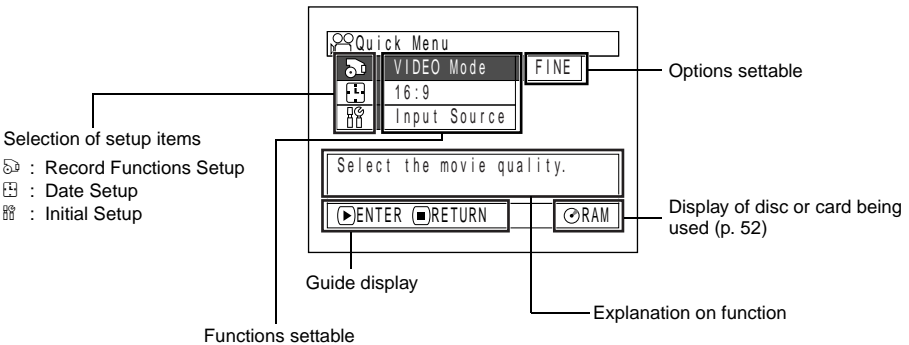 Quick Menu
VIDEO Mode
FINE
16:9
Input Source
Options settable
Selection of setup items
: Record Functions Setup
: Date Setup
: Initial Setup
Select the movie quality.
ENTER RETURN
RAM
Display of disc or card being
used (p. 52)
Guide display
Explanation on function
Functions settable